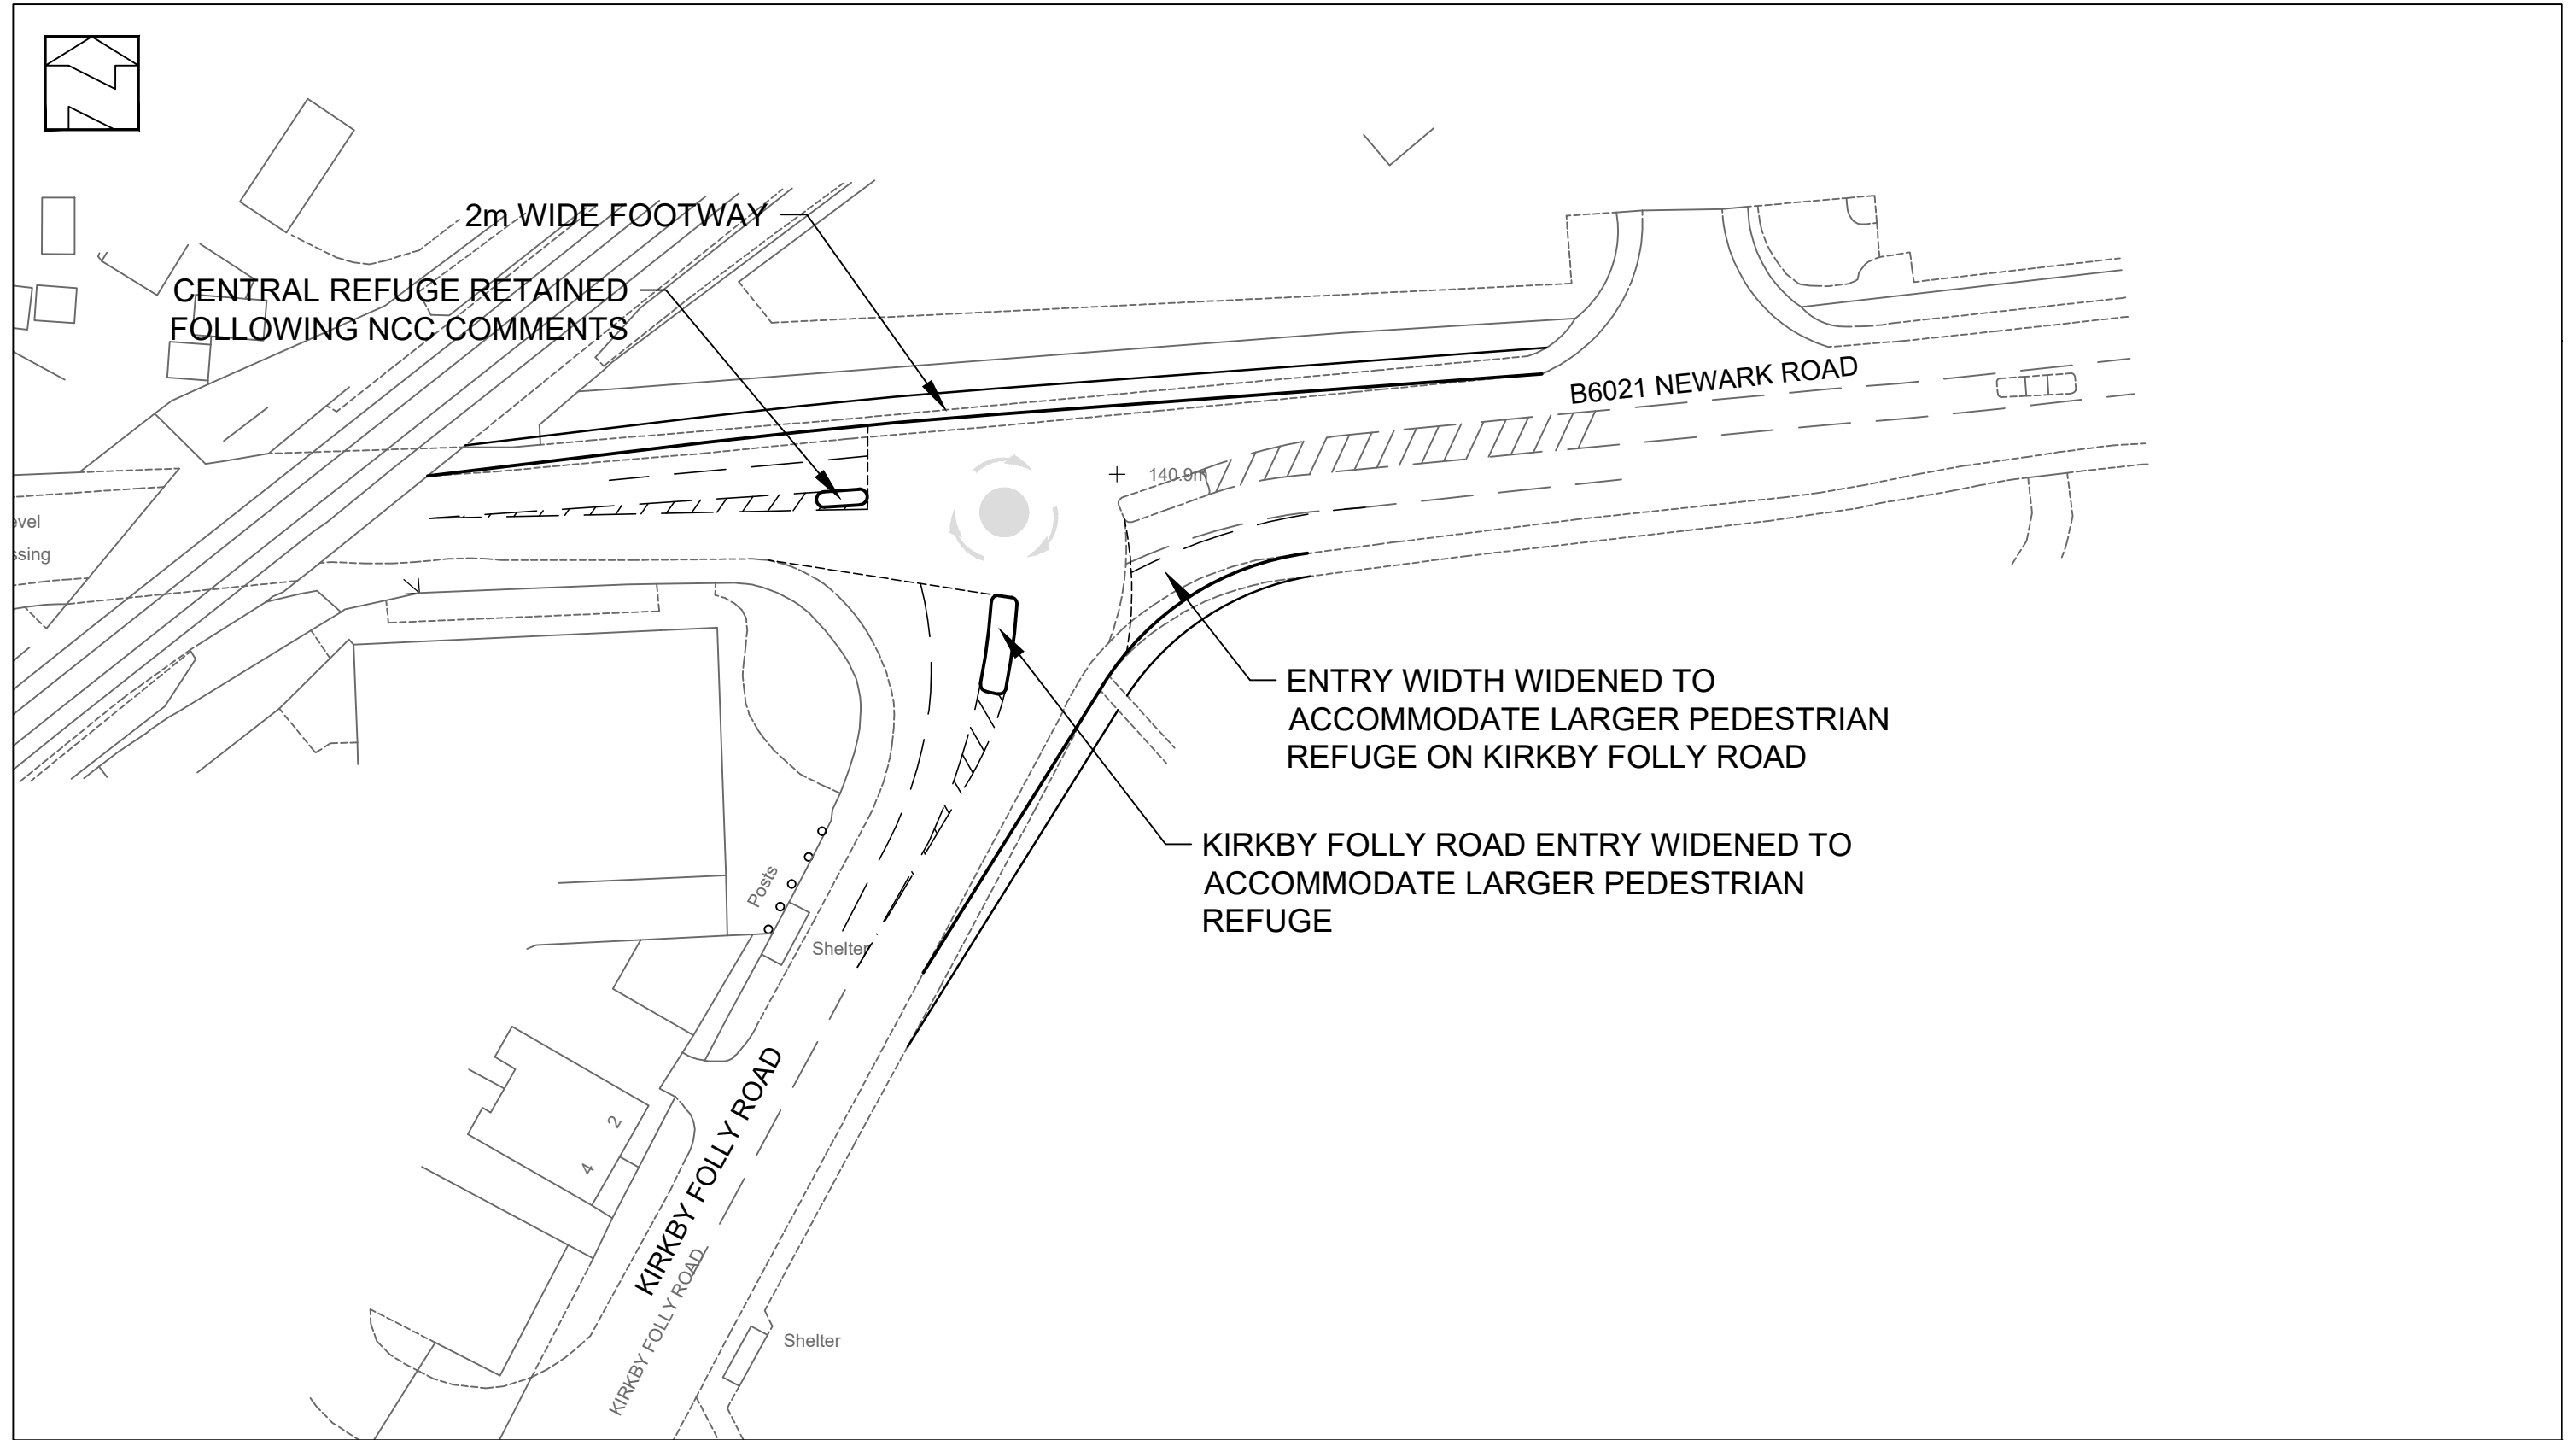 2m WIDE FOOTWAY
CENTRAL REFUGE RETAINED
FOLLOWING NCC COMMENTS
B6021 NEWARK ROAD
140.9m
evel
ssing
ENTRY WIDTH WIDENED TO
ACCOMMODATE LARGER PEDESTRIAN
REFUGE ON KIRKBY FOLLY ROAD
KIRKBY FOLLY ROAD ENTRY WIDENED TO
ACCOMMODATE LARGER PEDESTRIAN
REFUGE
Posts
Shelter
2
4
KIRKBY FOLLY ROAD
KIRKBY FOLLY ROAD
Shelter